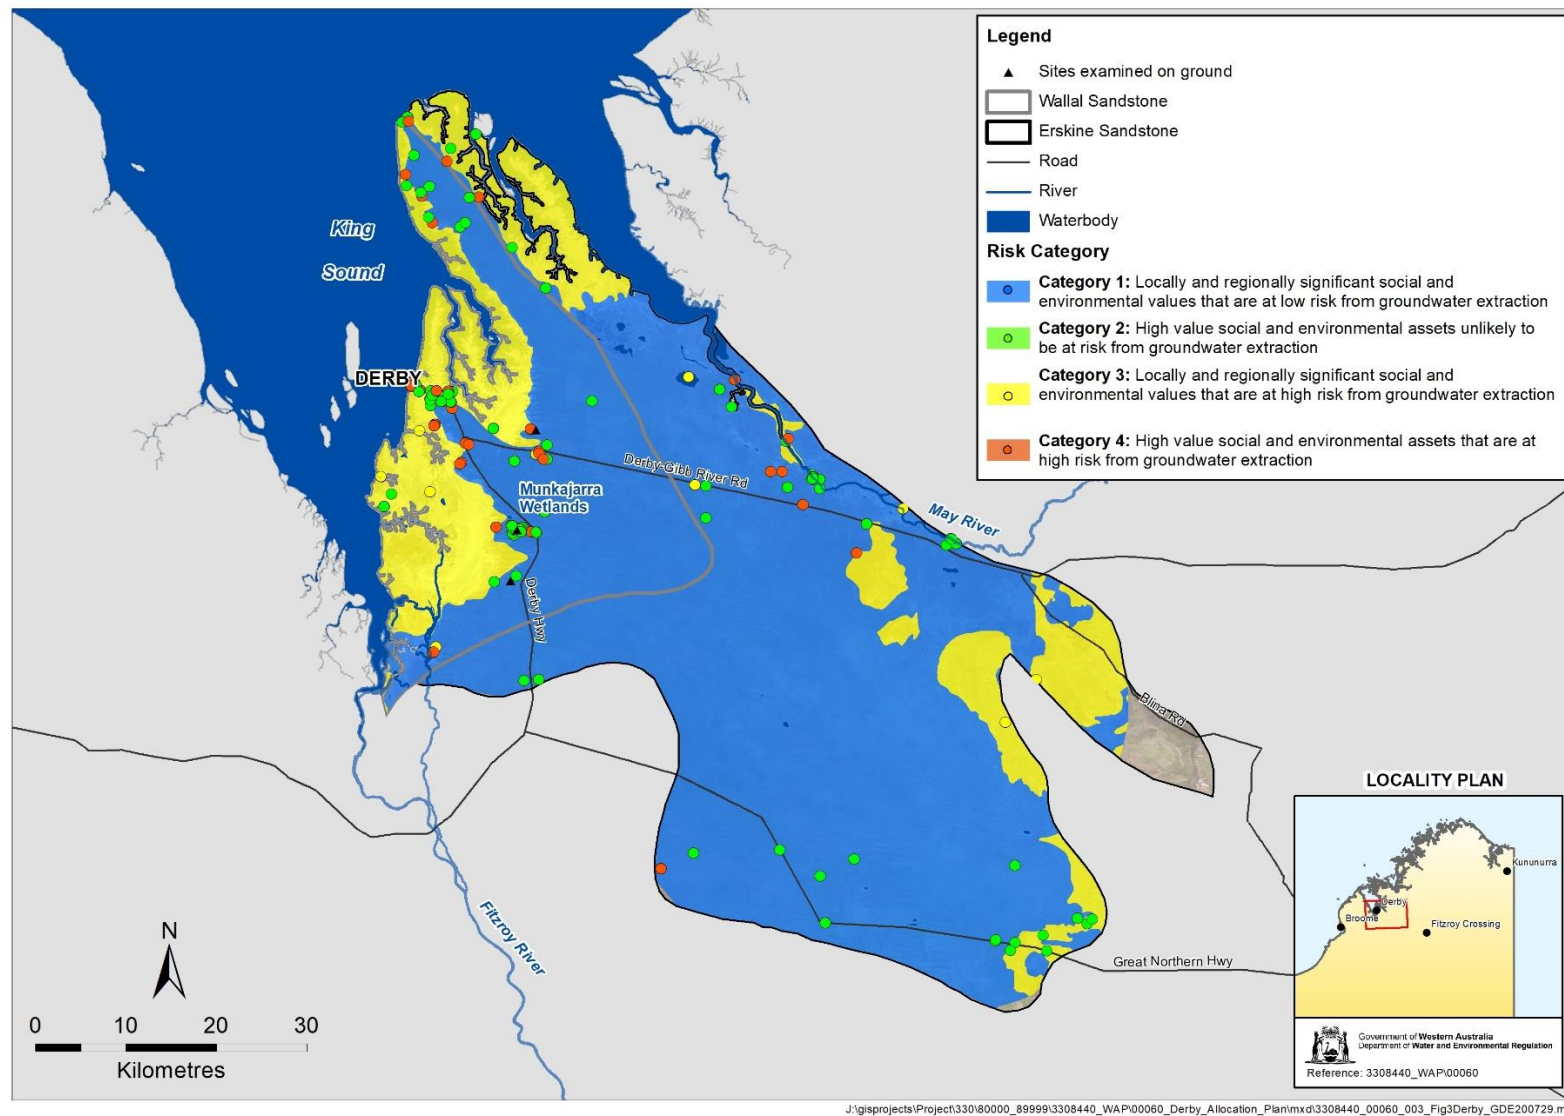 Legend
Sites examined on ground
Wallal Sandstone
Erskine Sandstone
Road
River
Waterbody
Risk Category
Category 1: Locally and regionally significant social and
environmental values that are at low risk from groundwater extraction
Category 2: High value social and environmental assets unlikely to
be at risk from groundwater extraction
Category 3: Locally and regionally significant social and
environmental values that are at high risk from groundwater extraction
Category 4: High value social and environmental assets that are at
high risk from groundwater extraction
King
Sound
DERBY
Derby-Gibb River Rd
Munkajarra
Wetlands
May River
Derby Hwy
Blina Rd
Fitzroy River
Great Northern Hwy
N
0 10 20 30
Kilometres
LOCALITY PLAN
Kununurra
Derby
Broome
Fitzroy Crossing
Government of Western Australia
Department of Water and Environmental Regulation
Reference: 3308440_WAP\00060
J:\gisprojects\Project\330\80000_89999\3308440_WAP\00060_Derby_Allocation_Plan\mxd\3308440_00060_003_Fig3Derby_GDE200729.m